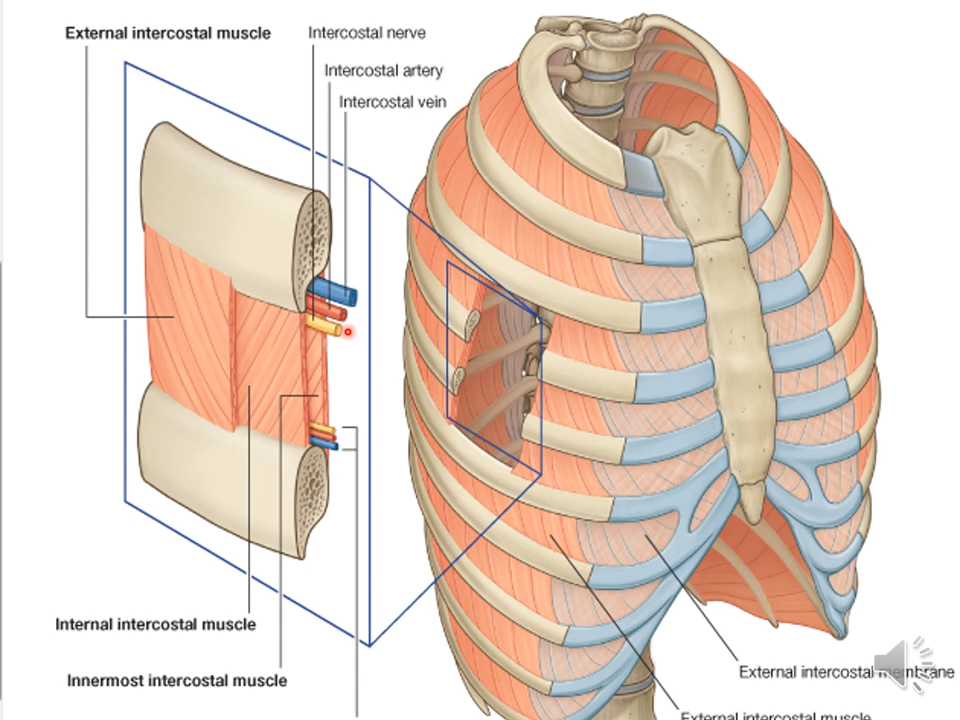 External intercostal muscle
Intercostal nerve
Intercostal artery
Intercostal vein
Internal intercostal muscle
Innermost intercostal muscle
External intercostal membrane
External intercostal muscle